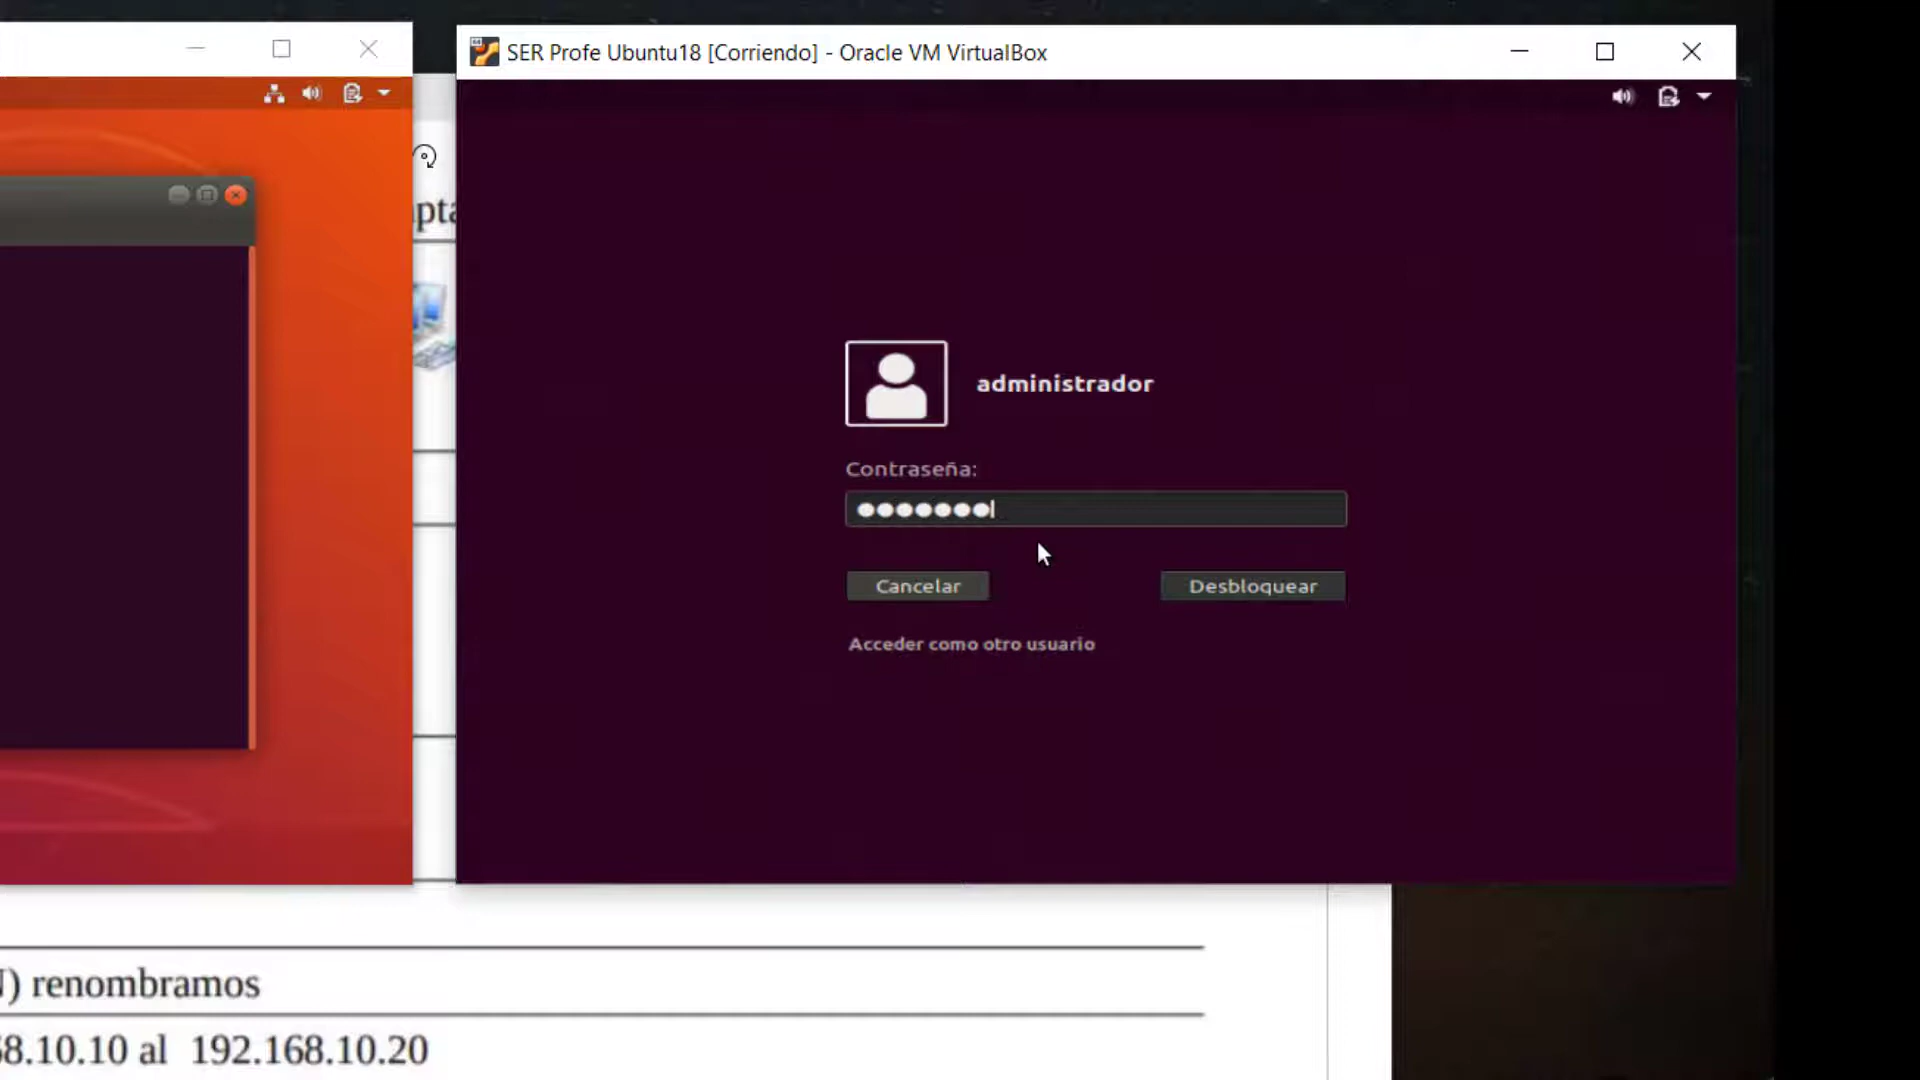 SER Profe Ubuntu18 [Corriendo] - Oracle VM VirtualBox
administrador
Contraseña:
Cancelar
Desbloquear
Acceder como otro usuario
renombramos
8.10.10 al 192.168.10.20